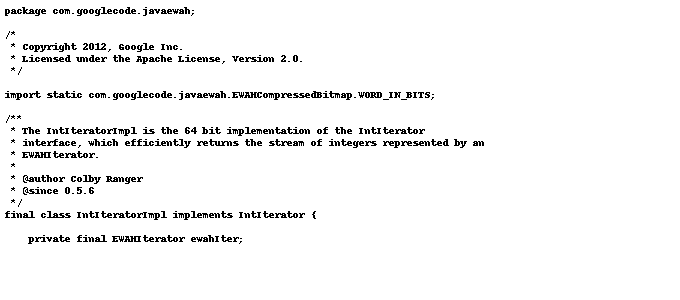 package com.googlecode.javaewah;
/*
 * Copyright 2012, Google Inc.
 * Licensed under the Apache License, Version 2.0.
 */
import static com.googlecode.javaewah.EWAHCompressedBitmap.WORD_IN_BITS;
/**
 * The IntIteratorImpl is the 64 bit implementation of the IntIterator
 * interface, which efficiently returns the stream of integers represented by an
 * EWAHIterator.
 *
 * @author Colby Ranger
 * @since 0.5.6
 */
final class IntIteratorImpl implements IntIterator {
    private final EWAHIterator ewahIter;